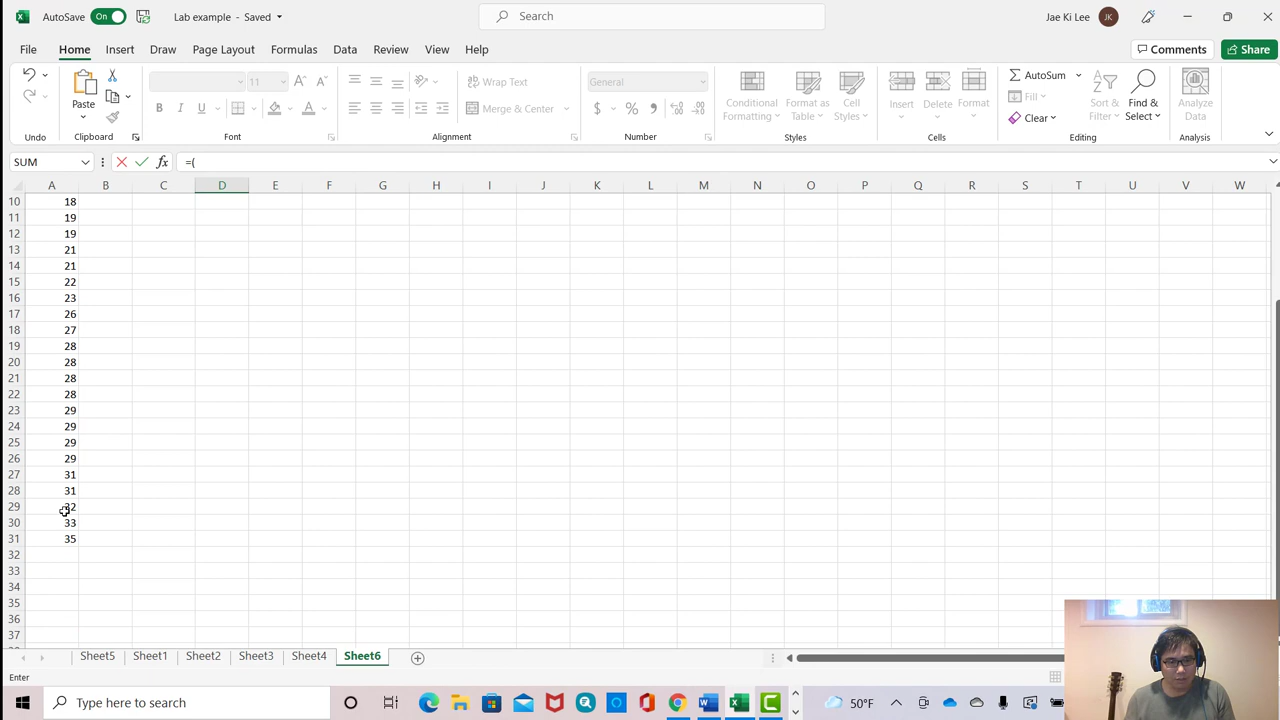 AutoSave On Lab example - Saved Search Jae Ki Lee JK
File Home Insert Draw Page Layout Formulas Data Review View Help Comments Share
11 Wrap Text General AutoSum
Paste Conditional Formatting Format as Table Cell Styles Insert Delete Format Fill Sort & Filter Find & Select Analyze Data
B I U Merge & Center $ % Clear
Undo Clipboard Font Alignment Number Styles Cells Editing Analysis
SUM fx =(
A B C D E F G H I J K L M N O P Q R S T U V W
10 18
11 19
12 19
13 21
14 21
15 22
16 23
17 26
18 27
19 28
20 28
21 28
22 28
23 29
24 29
25 29
26 29
27 31
28 31
29 32
30 33
31 35
32
33
34
35
36
37
Sheet5 Sheet1 Sheet2 Sheet3 Sheet4 Sheet6
Enter
Type here to search 50°F